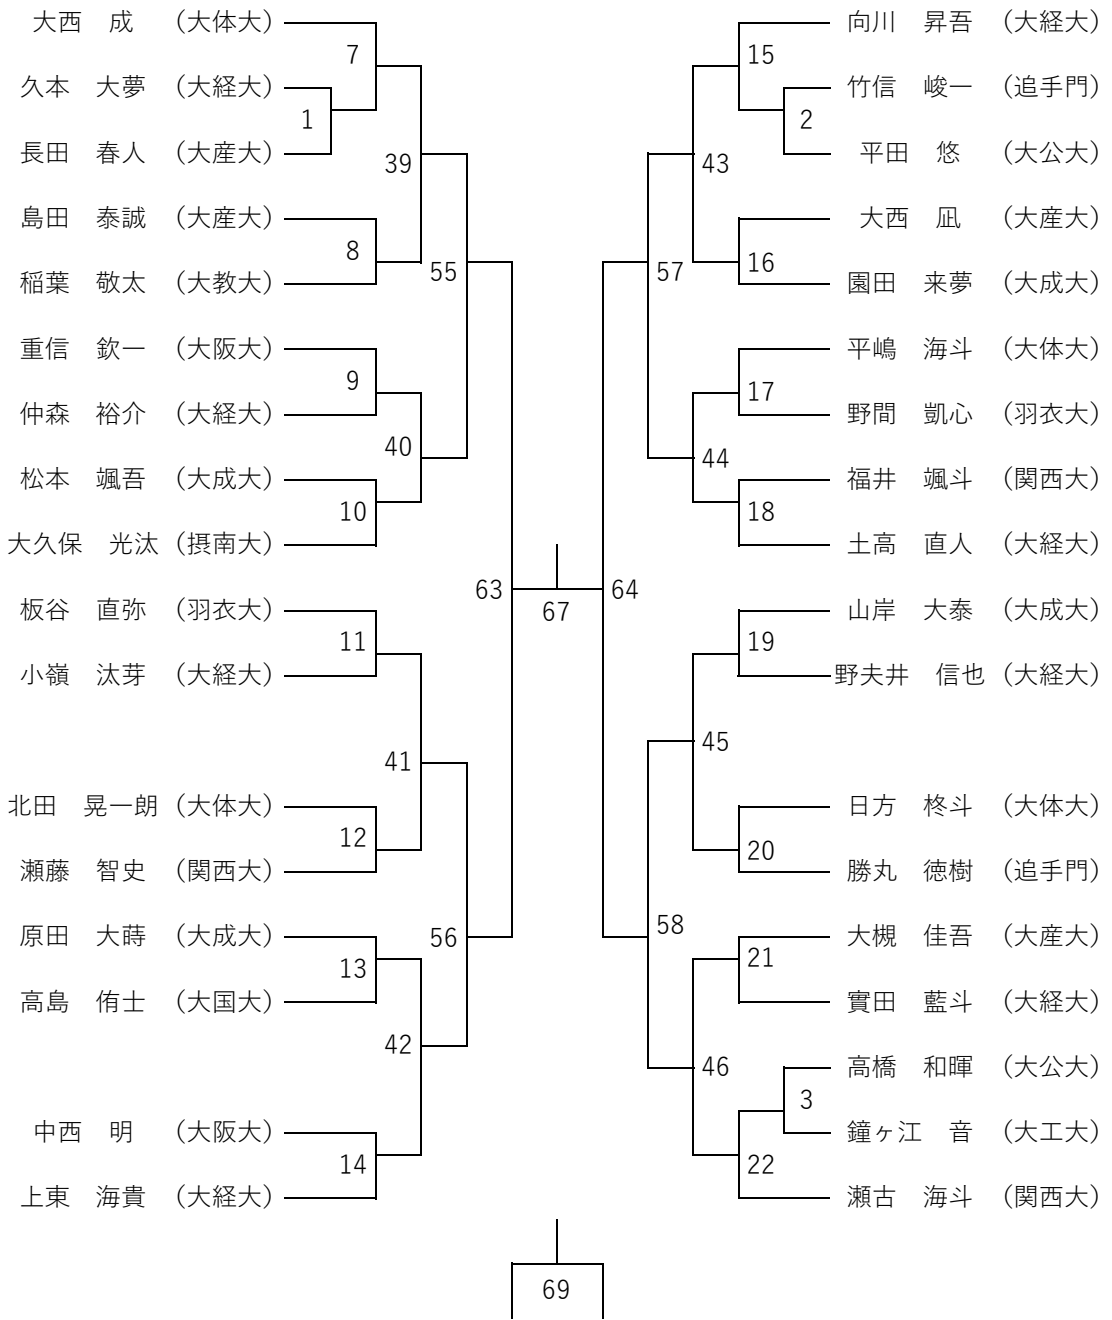 大西　成　（大体大）
7
久本　大夢　（大経大）
1
長田　春人　（大産大）
39
島田　泰誠　（大産大）
8
55
稲葉　敬太　（大教大）
重信　欽一　（大阪大）
9
仲森　裕介　（大経大）
40
松本　颯吾　（大成大）
10
大久保　光汰（摂南大）
63
板谷　直弥　（羽衣大）
11
小嶺　汰芽　（大経大）
41
北田　晃一朗（大体大）
12
瀬藤　智史　（関西大）
原田　大蒔　（大成大）
56
13
高島　侑士　（大国大）
42
中西　明　（大阪大）
14
上東　海貴　（大経大）
67
向川　昇吾　（大経大）
15
竹信　峻一　（追手門）
2
平田　悠　（大公大）
43
大西　凪　（大産大）
16
57
園田　来夢　（大成大）
平嶋　海斗　（大体大）
17
野間　凱心　（羽衣大）
44
福井　颯斗　（関西大）
18
土高　直人　（大経大）
64
山岸　大泰　（大成大）
19
野夫井　信也　（大経大）
45
日方　柊斗　（大体大）
20
勝丸　徳樹　（追手門）
58
大槻　佳吾　（大産大）
21
實田　藍斗　（大経大）
46
高橋　和暉　（大公大）
3
鐘ヶ江　音　（大工大）
22
瀬古　海斗　（関西大）
69